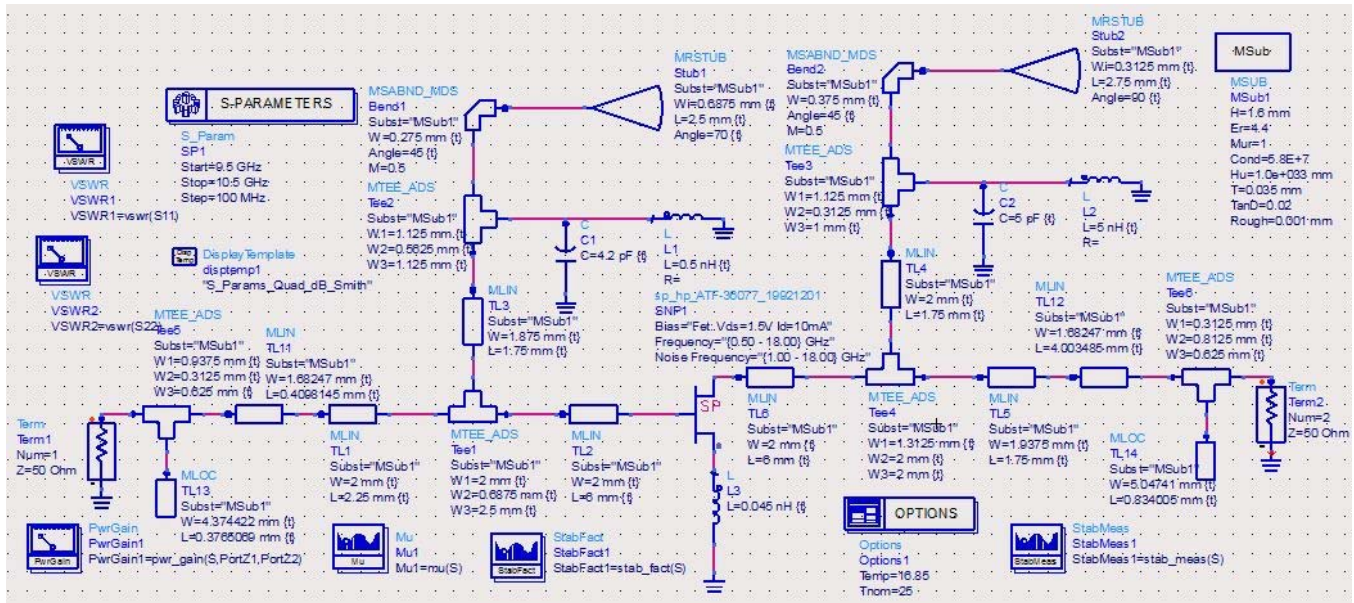 MRSTUB
Stub2
Subst="MSub1"
Wi=0.3125 mm {t}
L=2.75 mm {t}
Angle=90 {t}
MSub
MSUB
MSub1
H=1.6 mm
Er=4.4
Mur=1
Cond=5.8E+7
Hu=1.0e+033 mm
T=0.035 mm
TanD=0.02
Rough=0.001 mm
MSABND_MDS
Bend2
Subst="MSub1"
W=0.375 mm {t}
Angle=45 {t}
M=0.5
MRSTUB
Stub1
Subst="MSub1"
Wi=0.6875 mm {t}
L=2.5 mm {t}
Angle=70 {t}
MSABND_MDS
Bend1
Subst="MSub1"
W=0.275 mm {t}
Angle=45 {t}
M=0.5
S-PARAMETERS
S_Param
SP1
Start=9.5 GHz
Stop=10.5 GHz
Step=100 MHz
VSWR
VSWR
VSWR1
VSWR1=vswr(S11)
MTEE_ADS
Tee2
Subst="MSub1"
W1=1.125 mm {t}
W2=0.5625 mm {t}
W3=1.125 mm {t}
C
C1
C=4.2 pF {t}
L
L1
L=0.5 nH {t}
R=
MTEE_ADS
Tee3
Subst="MSub1"
W1=1.125 mm {t}
W2=0.3125 mm {t}
W3=1 mm {t}
C
C2
C=5 pF {t}
L
L2
L=5 nH {t}
R=
VSWR
VSWR
VSWR2
VSWR2=vswr(S22)
Disp
Temp
DisplayTemplate
disptemp1
"S_Params_Quad_dB_Smith"
MLIN
TL3
Subst="MSub1"
W=1.875 mm {t}
L=1.75 mm {t}
sp_hp_ATF-36077_19921201
SNP1
Bias="Fet: Vds=1.5V Id=10mA"
Frequency="{0.50 - 18.00} GHz"
Noise Frequency="{1.00 - 18.00} GHz"
MLIN
TL4
Subst="MSub1"
W=2 mm {t}
L=1.75 mm {t}
MLIN
TL12
Subst="MSub1"
W=1.68247 mm {t}
L=4.003485 mm {t}
MTEE_ADS
Tee6
Subst="MSub1"
W1=0.3125 mm {t}
W2=0.8125 mm {t}
W3=0.625 mm {t}
MTEE_ADS
Tee5
Subst="MSub1"
W1=0.9375 mm {t}
W2=0.3125 mm {t}
W3=0.625 mm {t}
MLIN
TL11
Subst="MSub1"
W=1.68247 mm {t}
L=0.4098145 mm {t}
Term
Term1
Num=1
Z=50 Ohm
MLOC
TL13
Subst="MSub1"
W=4.374422 mm {t}
L=0.3765069 mm {t}
MLIN
TL1
Subst="MSub1"
W=2 mm {t}
L=2.25 mm {t}
MTEE_ADS
Tee1
Subst="MSub1"
W1=2 mm {t}
W2=0.6875 mm {t}
W3=2.5 mm {t}
MLIN
TL2
Subst="MSub1"
W=2 mm {t}
L=6 mm {t}
SP
L
L3
L=0.045 nH {t}
R=
MLIN
TL6
Subst="MSub1"
W=2 mm {t}
L=6 mm {t}
MTEE_ADS
Tee4
Subst="MSub1"
W1=1.3125 mm {t}
W2=2 mm {t}
W3=2 mm {t}
MLIN
TL5
Subst="MSub1"
W=1.9375 mm {t}
L=1.75 mm {t}
MLOC
TL14
Subst="MSub1"
W=5.04741 mm {t}
L=0.834005 mm {t}
Term
Term2
Num=2
Z=50 Ohm
PwrGain
PwrGain
PwrGain1
PwrGain1=pwr_gain(S,PortZ1,PortZ2)
Mu
Mu
Mu1
Mu1=mu(S)
StabFact
StabFact
StabFact1
StabFact1=stab_fact(S)
OPTIONS
Options
Options1
Temp=16.85
Tnom=25
StabMeas
StabMeas
StabMeas1
StabMeas1=stab_meas(S)